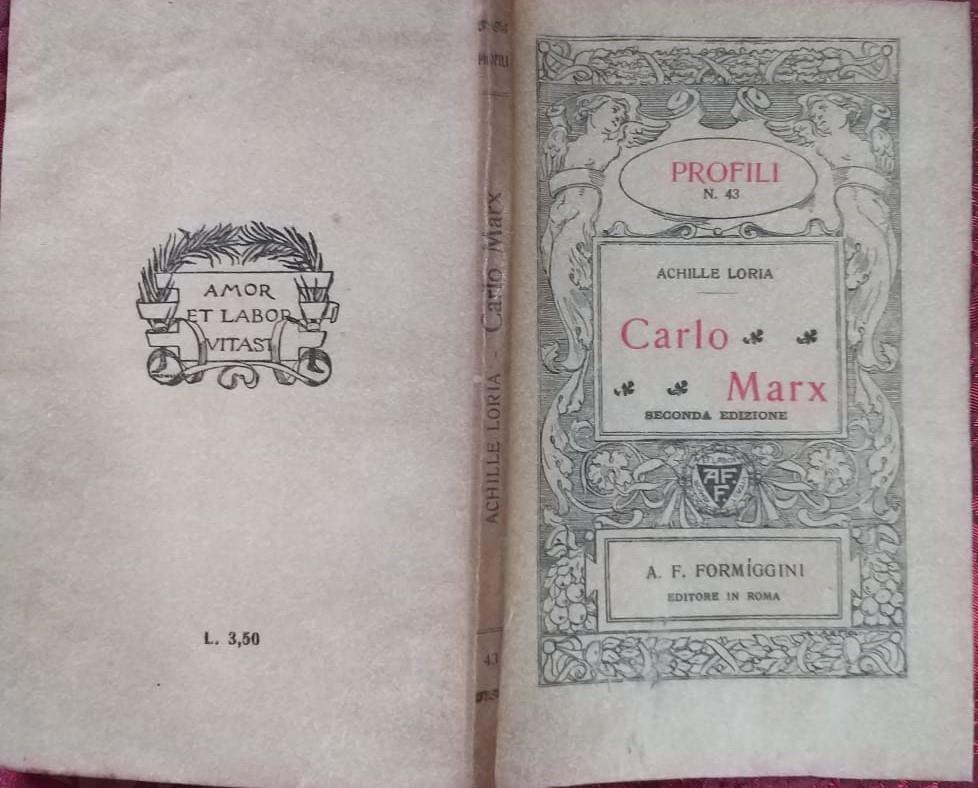 AMOR
ET LABOR
VITAST
L. 3,50
PROFILI
ACHILLE LORIA - Carlo Marx
43
PROFILI
N. 43
ACHILLE LORIA
Carlo
Marx
SECONDA EDIZIONE
A.F.
F.
A. F. FORMÍGGINI
EDITORE IN ROMA